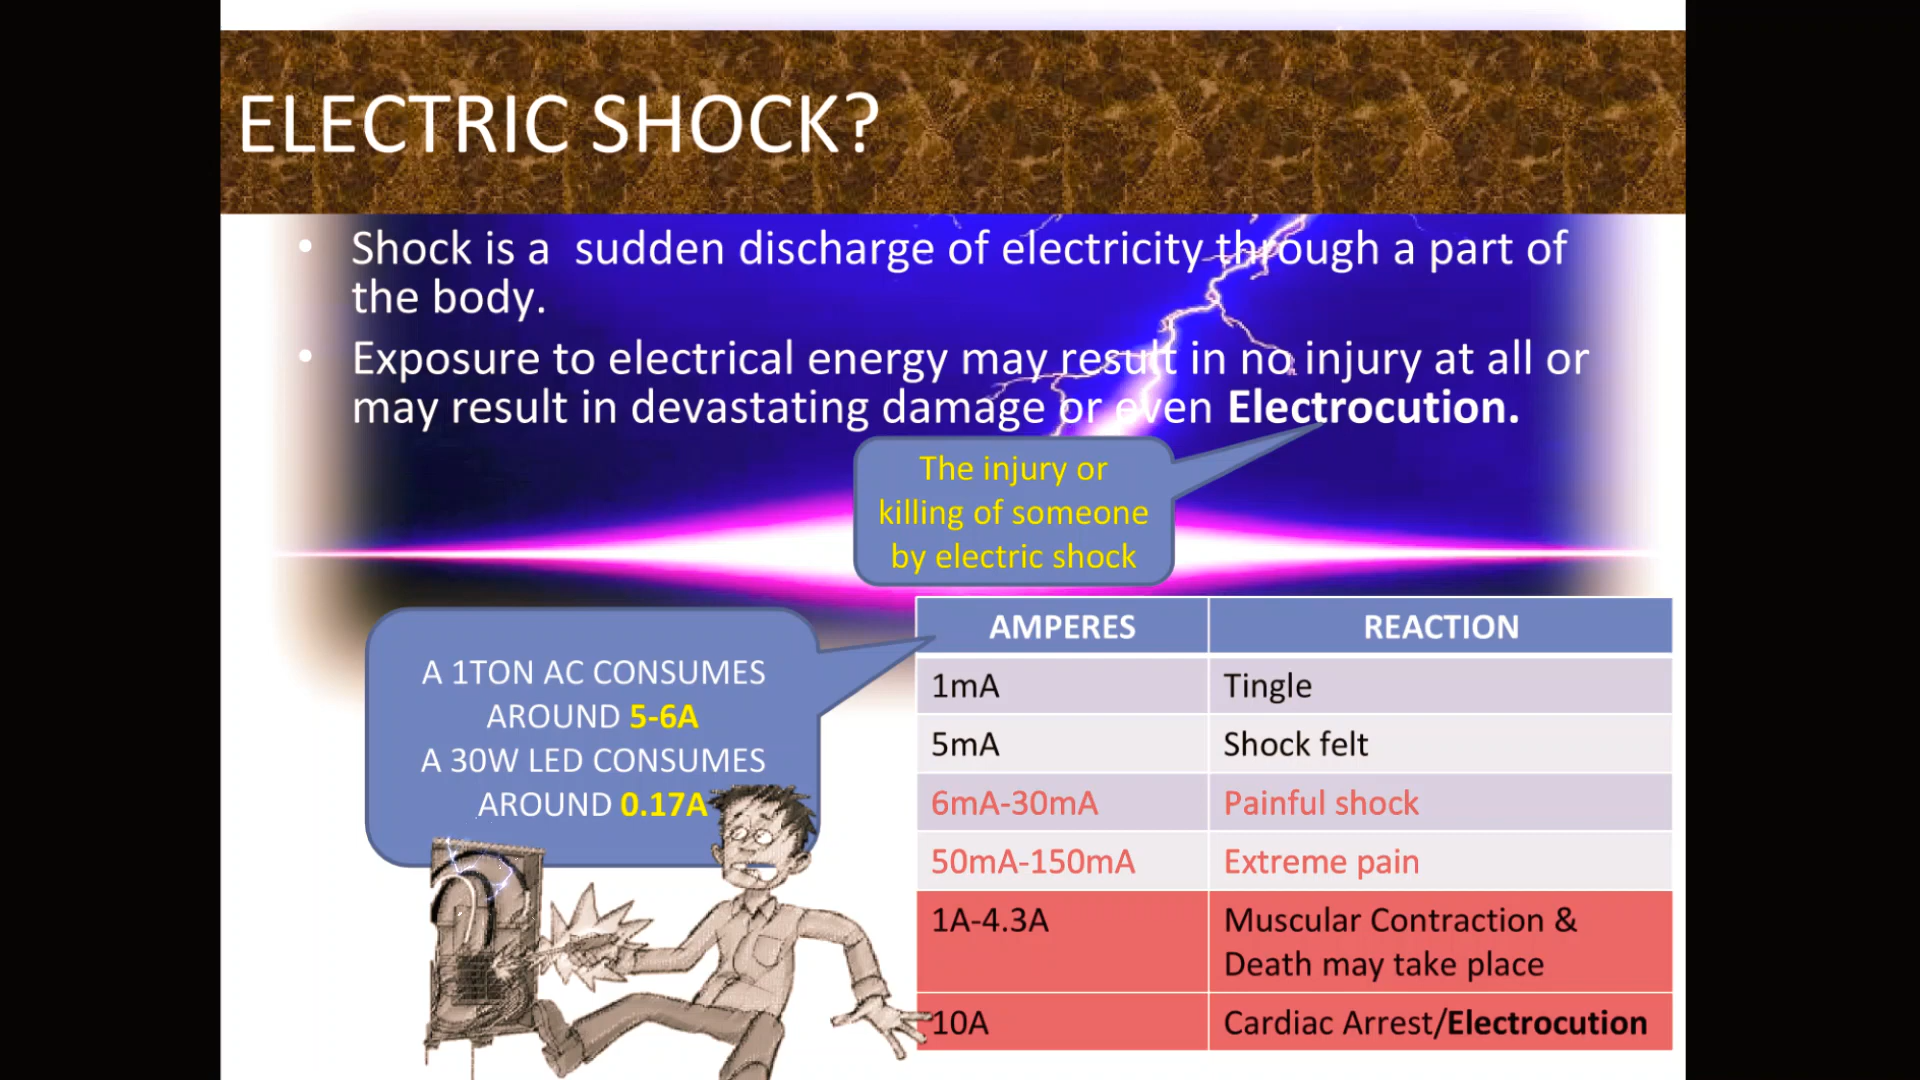 ELECTRIC SHOCK?
• Shock is a sudden discharge of electricity through a part of
the body.
• Exposure to electrical energy may result in no injury at all or
may result in devastating damage or even Electrocution.
The injury or
killing of someone
by electric shock
A 1TON AC CONSUMES
AROUND 5-6A
A 30W LED CONSUMES
AROUND 0.17A
AMPERES REACTION
1mA Tingle
5mA Shock felt
6mA-30mA Painful shock
50mA-150mA Extreme pain
1A-4.3A Muscular Contraction &
Death may take place
10A Cardiac Arrest/Electrocution